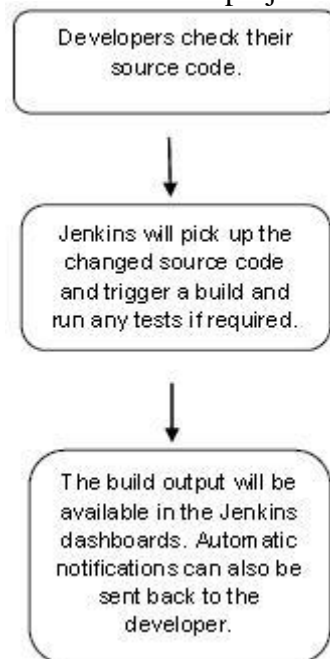 Developers check their
source code.
Jenkins will pick up the
changed source code
and trigger a build and
run any tests if required.
The build output will be
available in the Jenkins
dashboards. Automatic
notifications can also be
sent back to the
developer.